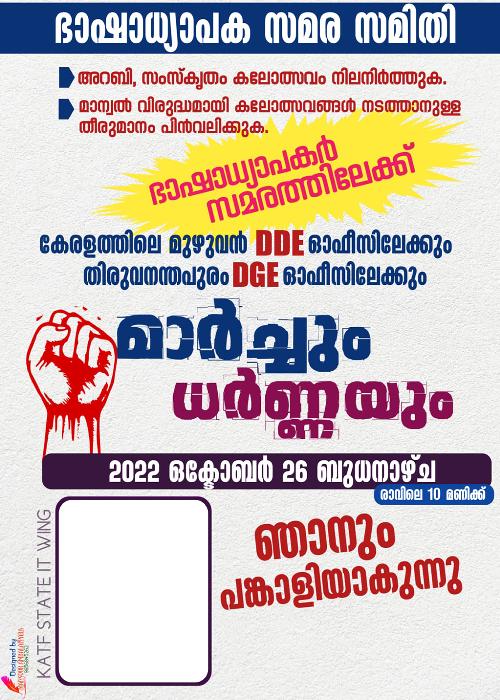 ഭാഷാധ്യാപക സമര സമിതി
അറബി, സംസ്കൃതം കലോത്സവം നിലനിർത്തുക.
മാന്വൽ വിരുദ്ധമായി കലോത്സവങ്ങൾ നടത്താനുള്ള
തീരുമാനം പിൻവലിക്കുക.
ഭാഷാധ്യാപകർ
സമരത്തിലേക്ക്
കേരളത്തിലെ മുഴുവൻ DDE ഓഫീസിലേക്കും
തിരുവനന്തപുരം DGE ഓഫീസിലേക്കും
മാർച്ചും
ധർണ്ണയും
2022 ഒക്ടോബർ 26 ബുധനാഴ്ച
രാവിലെ 10 മണിക്ക്
ഞാനും
പങ്കാളിയാകുന്നു
KATF STATE IT WING
Designed by